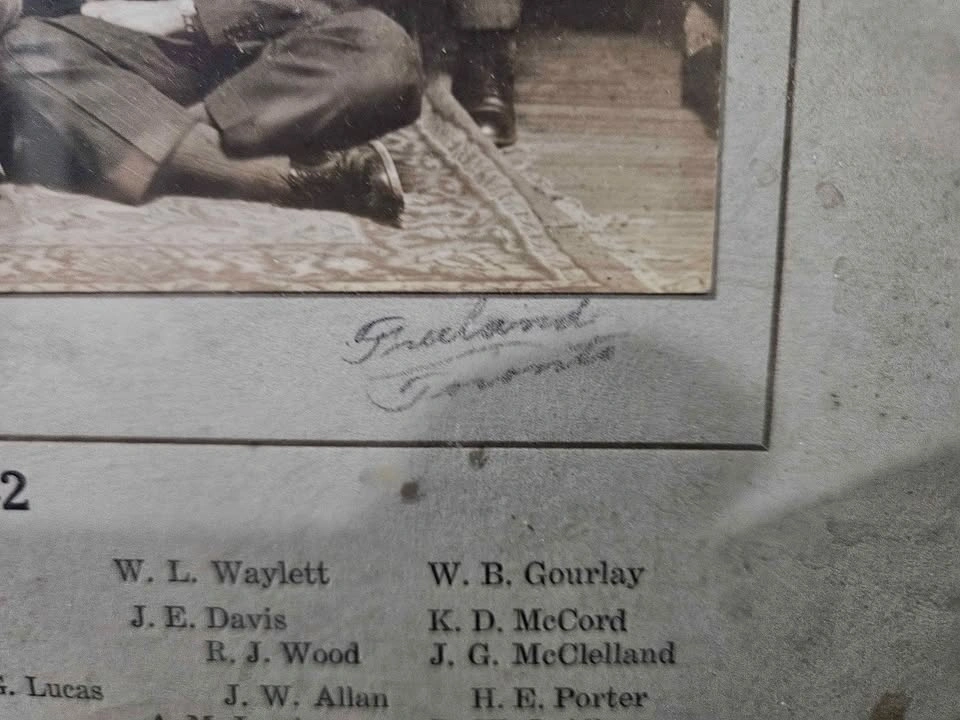 Freeland
Toronto
2
W. L. Waylett W. B. Gourlay
J. E. Davis K. D. McCord
R. J. Wood J. G. McClelland
G. Lucas J. W. Allan H. E. Porter